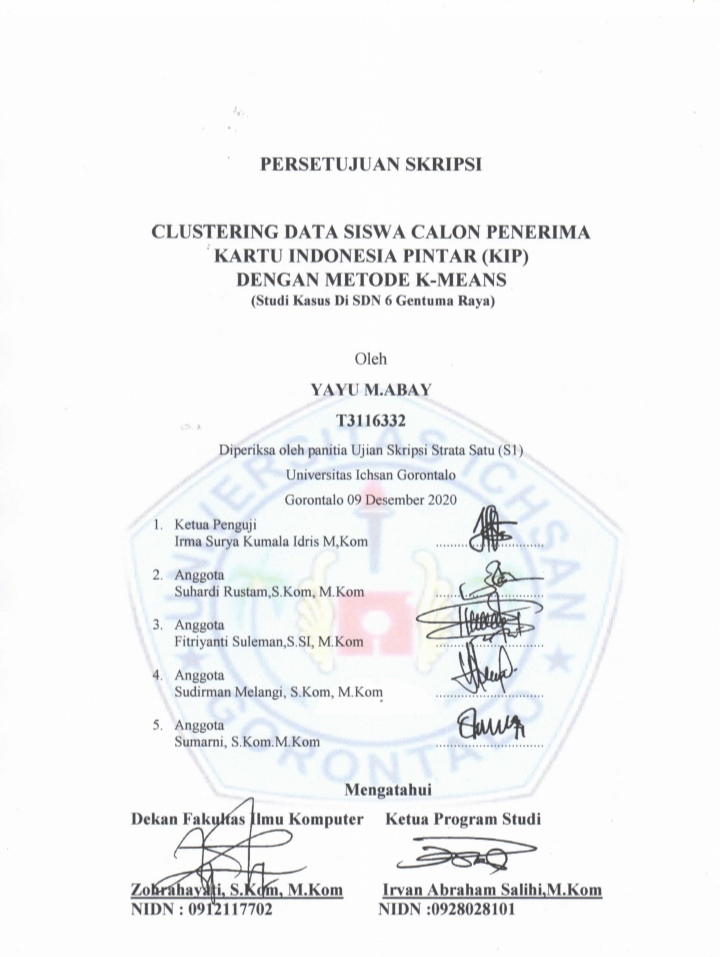 PERSETUJUAN SKRIPSI
CLUSTERING DATA SISWA CALON PENERIMA
KARTU INDONESIA PINTAR (KIP)
DENGAN METODE K-MEANS
(Studi Kasus Di SDN 6 Gentuma Raya)
Oleh
YAYU M.ABAY
T3116332
Diperiksa oleh panitia Ujian Skripsi Strata Satu (S1)
Universitas Ichsan Gorontalo
Gorontalo 09 Desember 2020
1. Ketua Penguji
Irma Surya Kumala Idris M,Kom ..............................
2. Anggota
Suhardi Rustam,S.Kom, M.Kom ..............................
3. Anggota
Fitriyanti Suleman,S.SI, M.Kom ..............................
4. Anggota
Sudirman Melangi, S.Kom, M.Kom ..............................
5. Anggota
Sumarni, S.Kom.M.Kom ..............................
UNIVERSITAS ICHSAN
GORONTALO
Mengatahui
Dekan Fakultas Ilmu Komputer Ketua Program Studi
Zohrahayati, S.Kom, M.Kom Irvan Abraham Salihi,M.Kom
NIDN : 0912117702 NIDN :0928028101